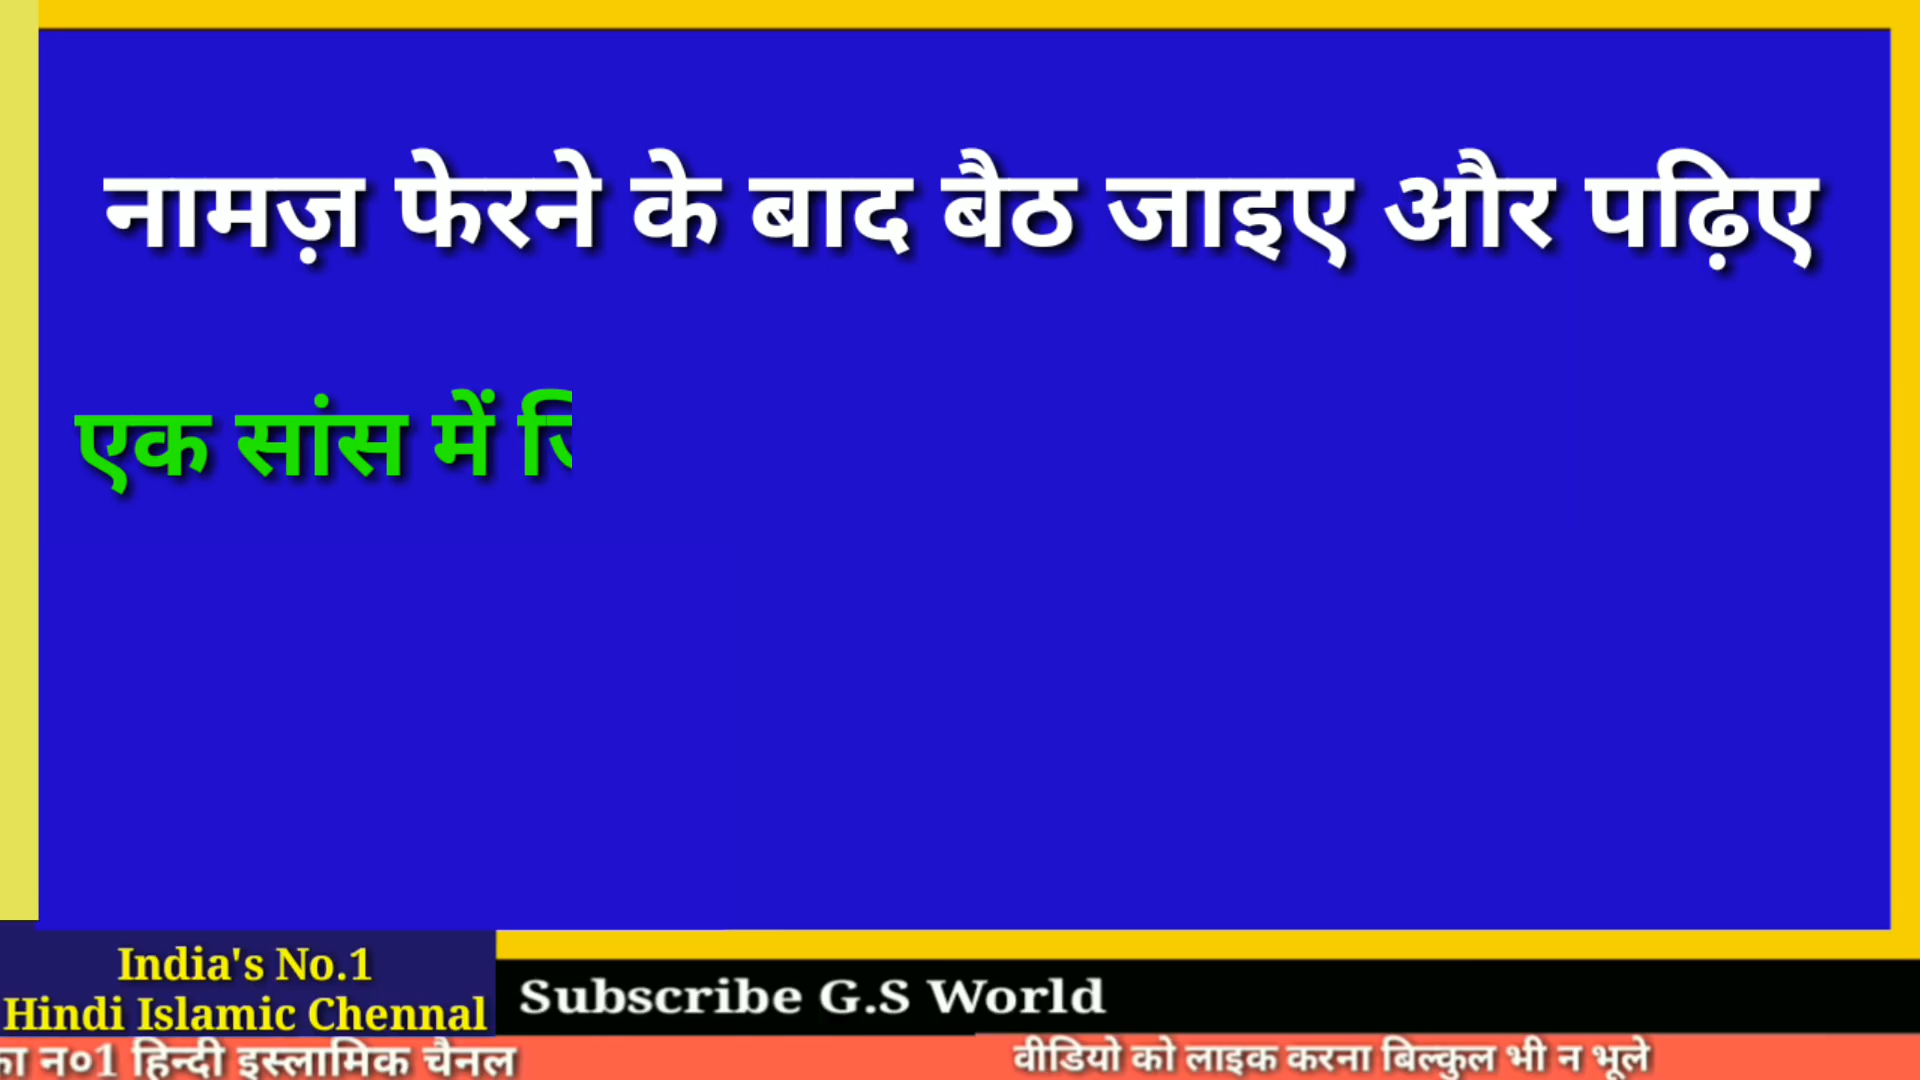 नामज़ फेरने के बाद बैठ जाइए और पढ़िए
एक सांस में
India's No.1
Hindi Islamic Chennal
Subscribe G.S World
का न०1 हिन्दी इस्लामिक चैनल
वीडियो को लाइक करना बिल्कुल भी न भूले